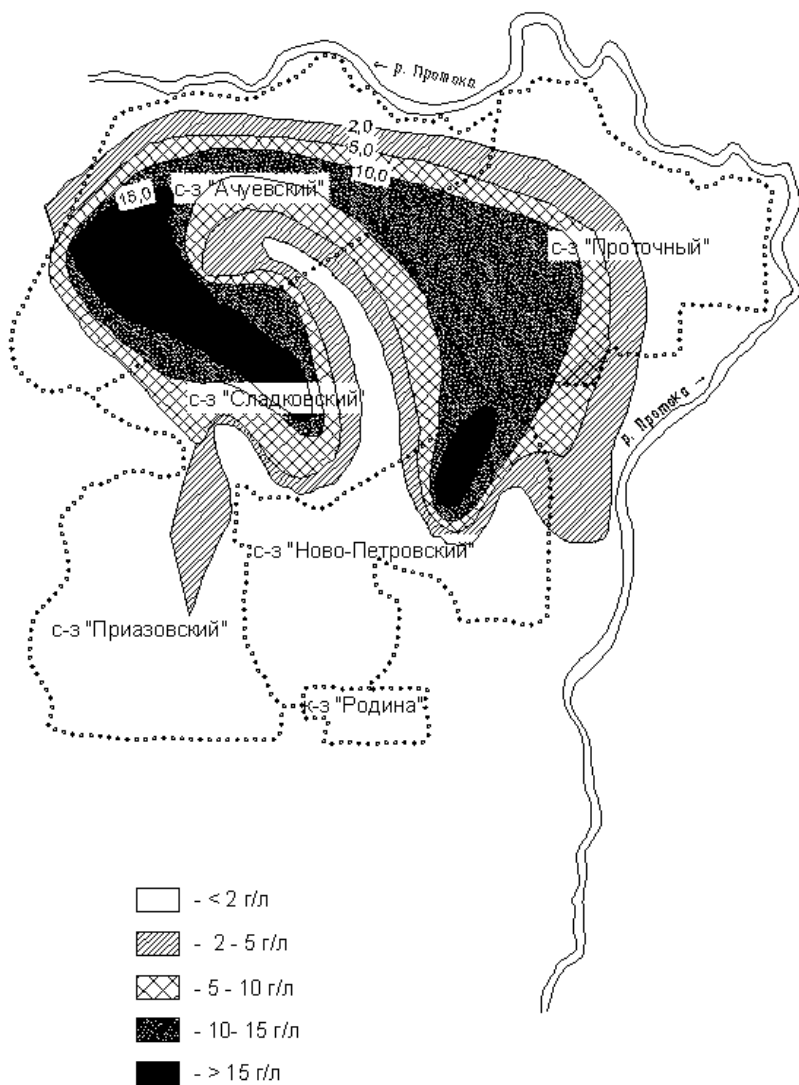 ← р. Протока
2,0
5,0
10,0
15,0
с-з "Ачуевский"
с-з "Проточный"
с-з "Сладковский"
р. Протока →
с-з "Ново-Петровский"
с-з "Приазовский"
к-з "Родина"
- < 2 г/л
- 2 - 5 г/л
- 5 - 10 г/л
- 10- 15 г/л
- > 15 г/л